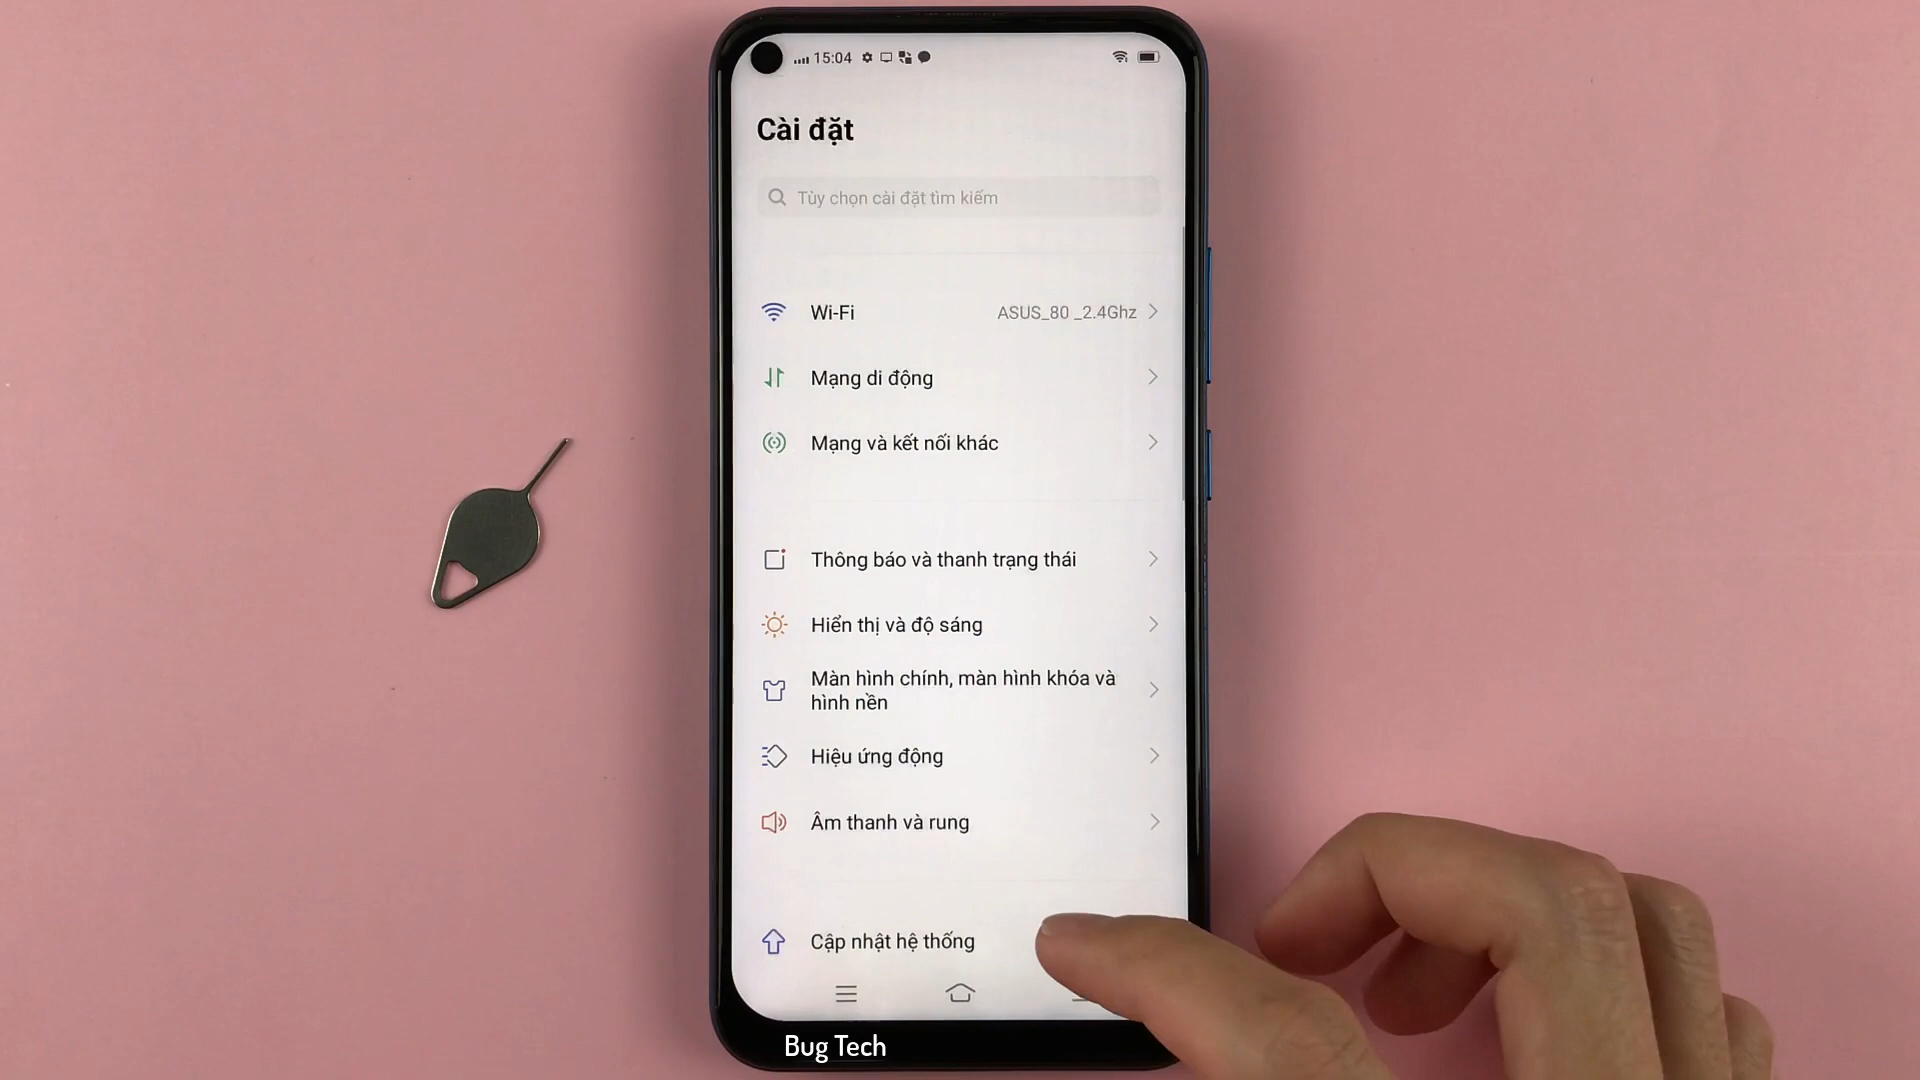 15:04
Cài đặt
Tùy chọn cài đặt tìm kiếm
Wi-Fi ASUS_80 _2.4Ghz
Mạng di động
Mạng và kết nối khác
Thông báo và thanh trạng thái
Hiển thị và độ sáng
Màn hình chính, màn hình khóa và
hình nền
Hiệu ứng động
Âm thanh và rung
Cập nhật hệ thống
Bug Tech